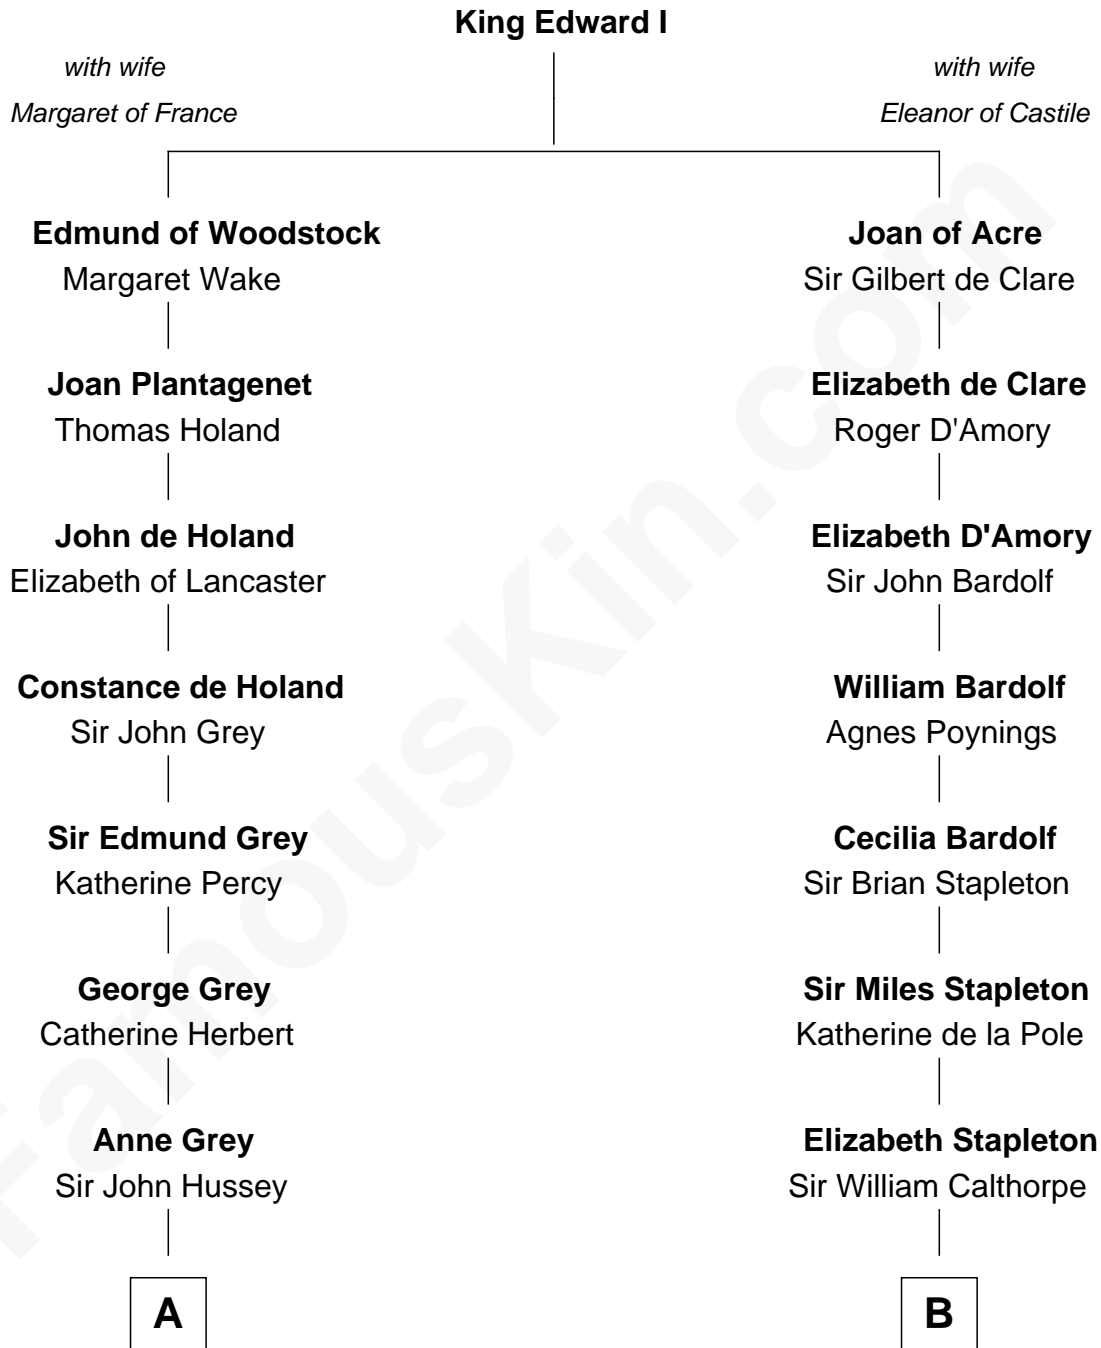 King Edward I
with wife
Margaret of France
with wife
Eleanor of Castile
Edmund of Woodstock
Margaret Wake
Joan of Acre
Sir Gilbert de Clare
Joan Plantagenet
Thomas Holand
Elizabeth de Clare
Roger D'Amory
John de Holand
Elizabeth of Lancaster
Elizabeth D'Amory
Sir John Bardolf
Constance de Holand
Sir John Grey
William Bardolf
Agnes Poynings
Sir Edmund Grey
Katherine Percy
Cecilia Bardolf
Sir Brian Stapleton
George Grey
Catherine Herbert
Sir Miles Stapleton
Katherine de la Pole
Anne Grey
Sir John Hussey
Elizabeth Stapleton
Sir William Calthorpe
A
B
FamousKin.com